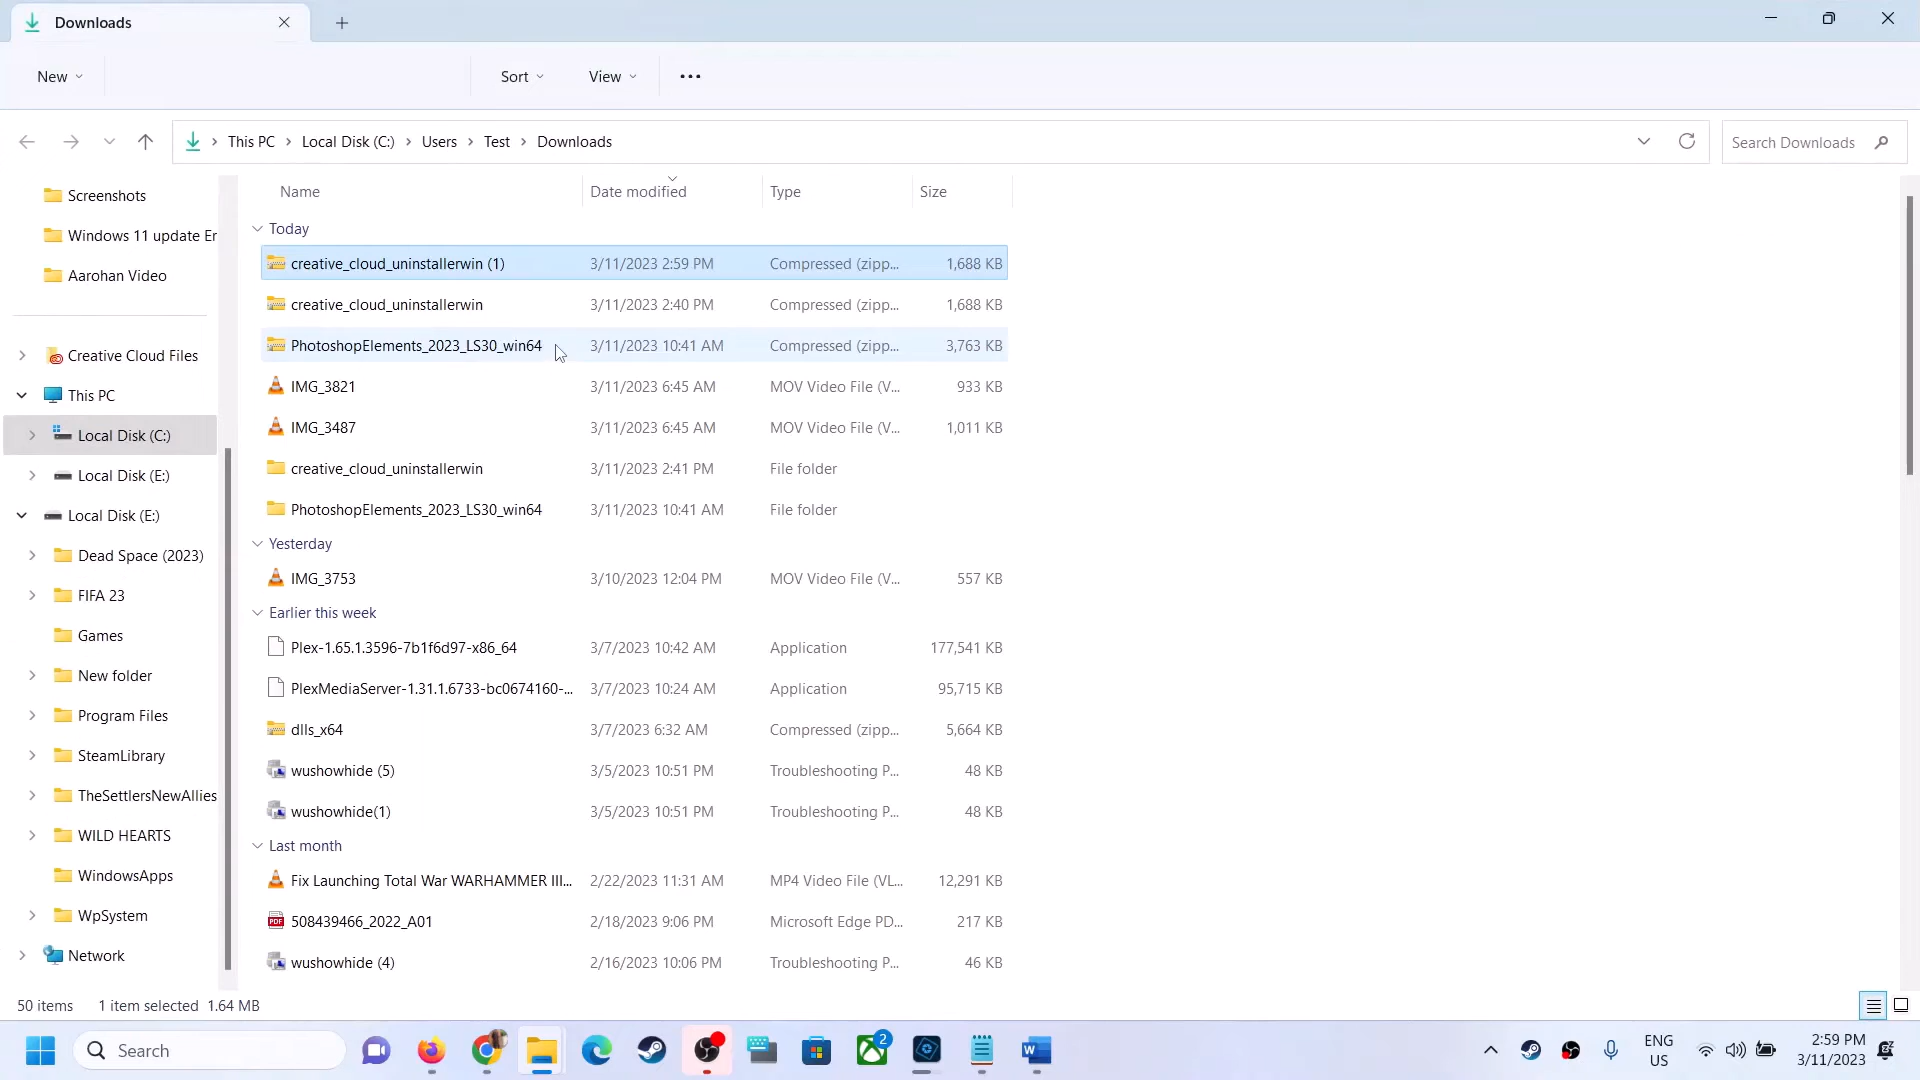 Downloads
New Sort View
This PC Local Disk (C:) Users Test Downloads Search Downloads
Screenshots
Windows 11 update Er
Aarohan Video
Creative Cloud Files
This PC
Local Disk (C:)
Local Disk (E:)
Local Disk (E:)
Dead Space (2023)
FIFA 23
Games
New folder
Program Files
SteamLibrary
TheSettlersNewAllies
WILD HEARTS
WindowsApps
WpSystem
Network
Name Date modified Type Size
Today
creative_cloud_uninstallerwin (1) 3/11/2023 2:59 PM Compressed (zipp... 1,688 KB
creative_cloud_uninstallerwin 3/11/2023 2:40 PM Compressed (zipp... 1,688 KB
PhotoshopElements_2023_LS30_win64 3/11/2023 10:41 AM Compressed (zipp... 3,763 KB
IMG_3821 3/11/2023 6:45 AM MOV Video File (V... 933 KB
IMG_3487 3/11/2023 6:45 AM MOV Video File (V... 1,011 KB
creative_cloud_uninstallerwin 3/11/2023 2:41 PM File folder
PhotoshopElements_2023_LS30_win64 3/11/2023 10:41 AM File folder
Yesterday
IMG_3753 3/10/2023 12:04 PM MOV Video File (V... 557 KB
Earlier this week
Plex-1.65.1.3596-7b1f6d97-x86_64 3/7/2023 10:42 AM Application 177,541 KB
PlexMediaServer-1.31.1.6733-bc0674160-... 3/7/2023 10:24 AM Application 95,715 KB
dlls_x64 3/7/2023 6:32 AM Compressed (zipp... 5,664 KB
wushowhide (5) 3/5/2023 10:51 PM Troubleshooting P... 48 KB
wushowhide(1) 3/5/2023 10:51 PM Troubleshooting P... 48 KB
Last month
Fix Launching Total War WARHAMMER III... 2/22/2023 11:31 AM MP4 Video File (VL... 12,291 KB
508439466_2022_A01 2/18/2023 9:06 PM Microsoft Edge PD... 217 KB
wushowhide (4) 2/16/2023 10:06 PM Troubleshooting P... 46 KB
50 items 1 item selected 1.64 MB
Search 2 ENG 2:59 PM
US 3/11/2023